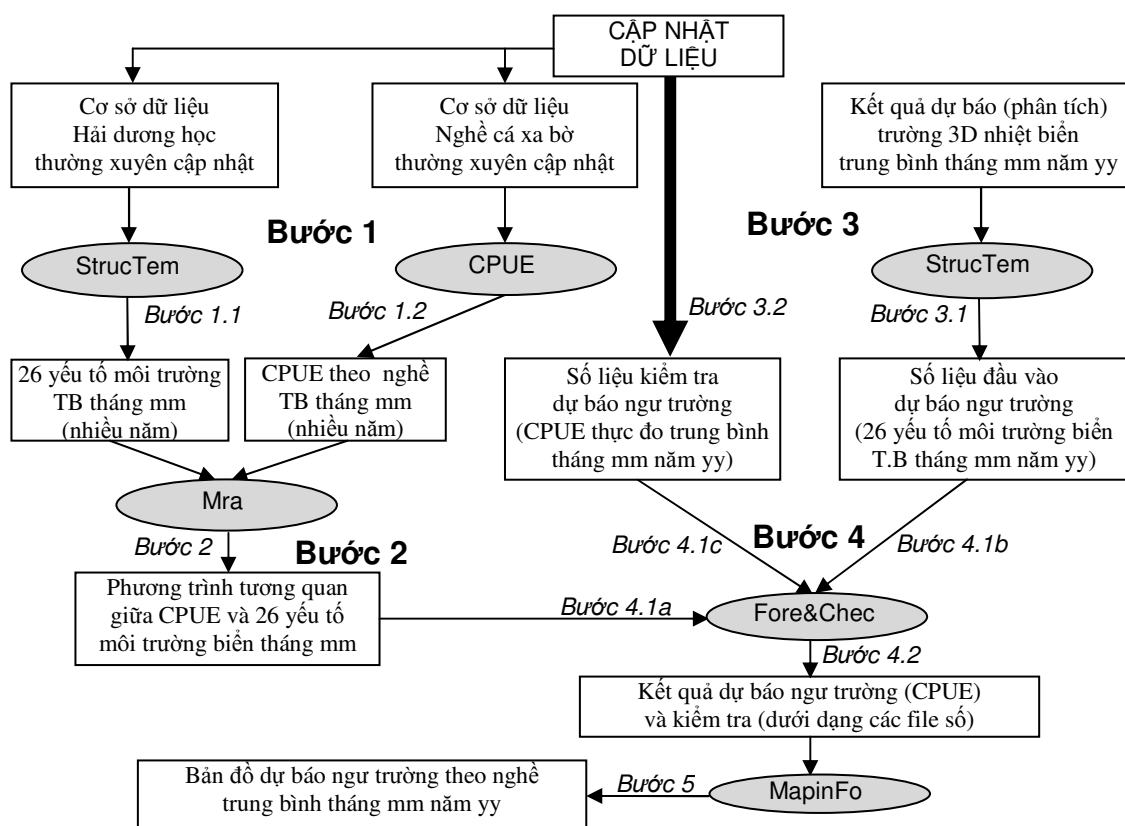 CẬP NHẬT
DỮ LIỆU
Cơ sở dữ liệu
Hải dương học
thường xuyên cập nhật
Cơ sở dữ liệu
Nghề cá xa bờ
thường xuyên cập nhật
Kết quả dự báo (phân tích)
trường 3D nhiệt biển
trung bình tháng mm năm yy
Bước 1
Bước 3
StrucTem
CPUE
StrucTem
Bước 1.1
Bước 1.2
Bước 3.2
Bước 3.1
26 yếu tố môi trường
TB tháng mm
(nhiều năm)
CPUE theo nghề
TB tháng mm
(nhiều năm)
Số liệu kiểm tra
dự báo ngư trường
(CPUE thực đo trung bình
tháng mm năm yy)
Số liệu đầu vào
dự báo ngư trường
(26 yếu tố môi trường biển
T.B tháng mm năm yy)
Mra
Bước 2
Bước 2
Bước 4.1c
Bước 4
Bước 4.1b
Phương trình tương quan
giữa CPUE và 26 yếu tố
môi trường biển tháng mm
Bước 4.1a
Fore&Chec
Bước 4.2
Kết quả dự báo ngư trường (CPUE)
và kiểm tra (dưới dạng các file số)
Bản đồ dự báo ngư trường theo nghề
trung bình tháng mm năm yy
Bước 5
MapinFo